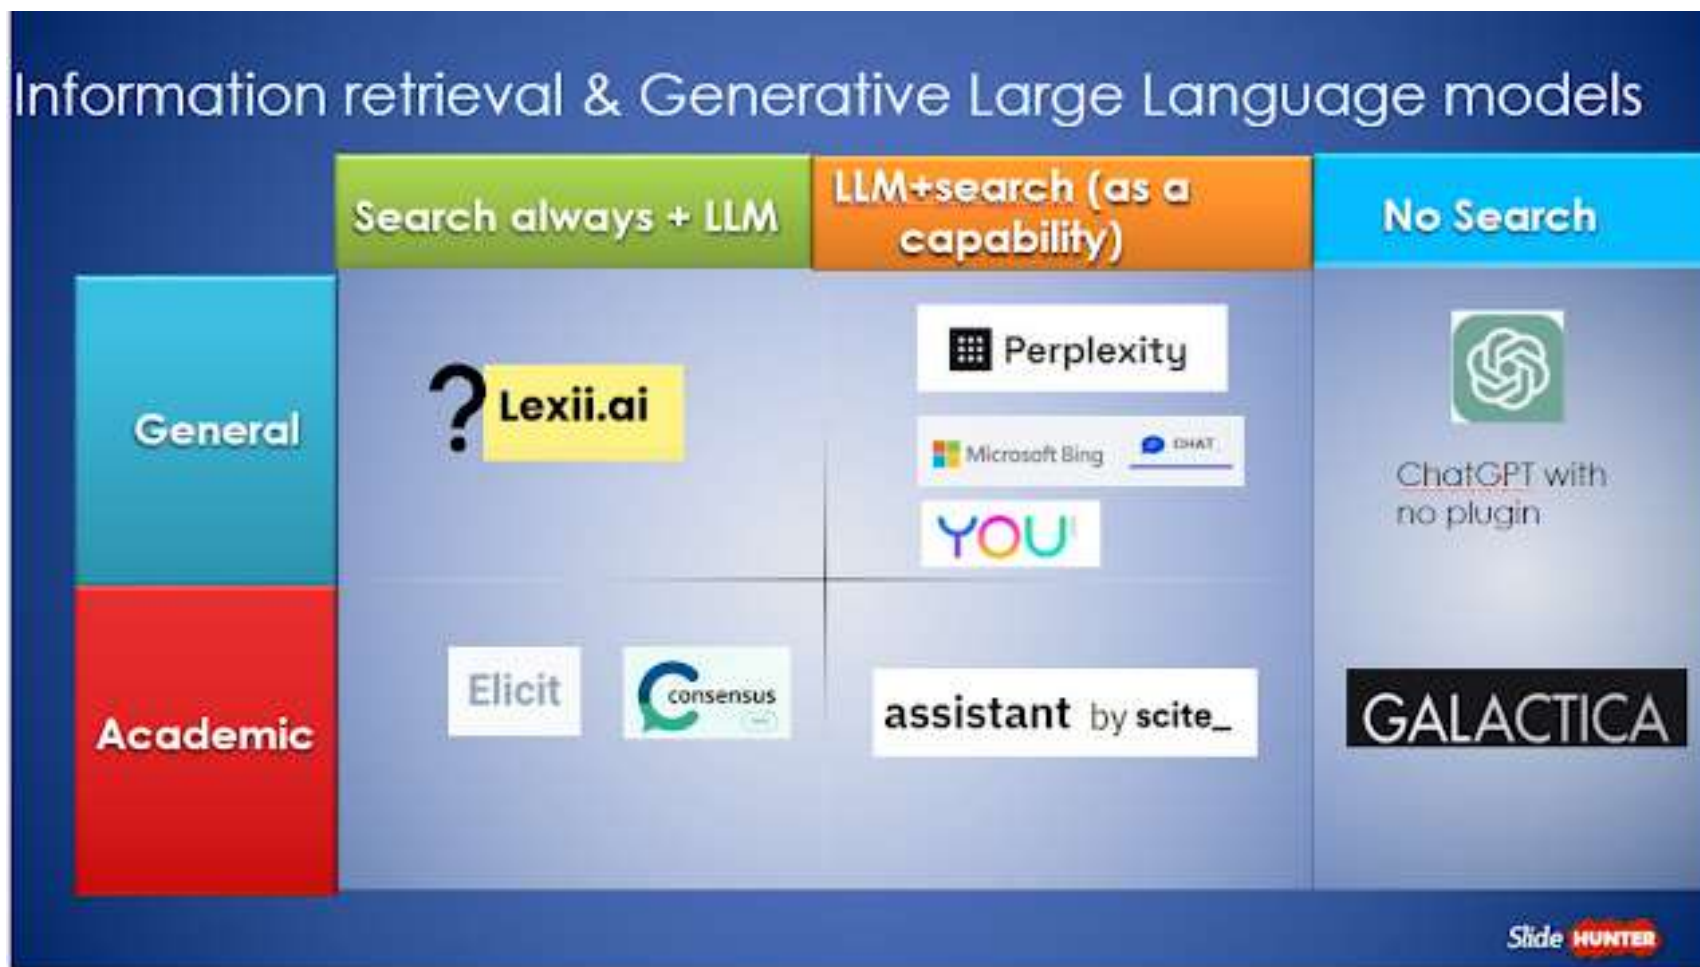 Information retrieval & Generative Large Language models
Search always + LLM
LLM+search (as a
capability)
No Search
General
?
Lexii.ai
Perplexity
Microsoft Bing
CHAT
YOU
ChatGPT with
no plugin
Academic
Elicit
consensus
assistant by scite_
GALACTICA
Slide HUNTER